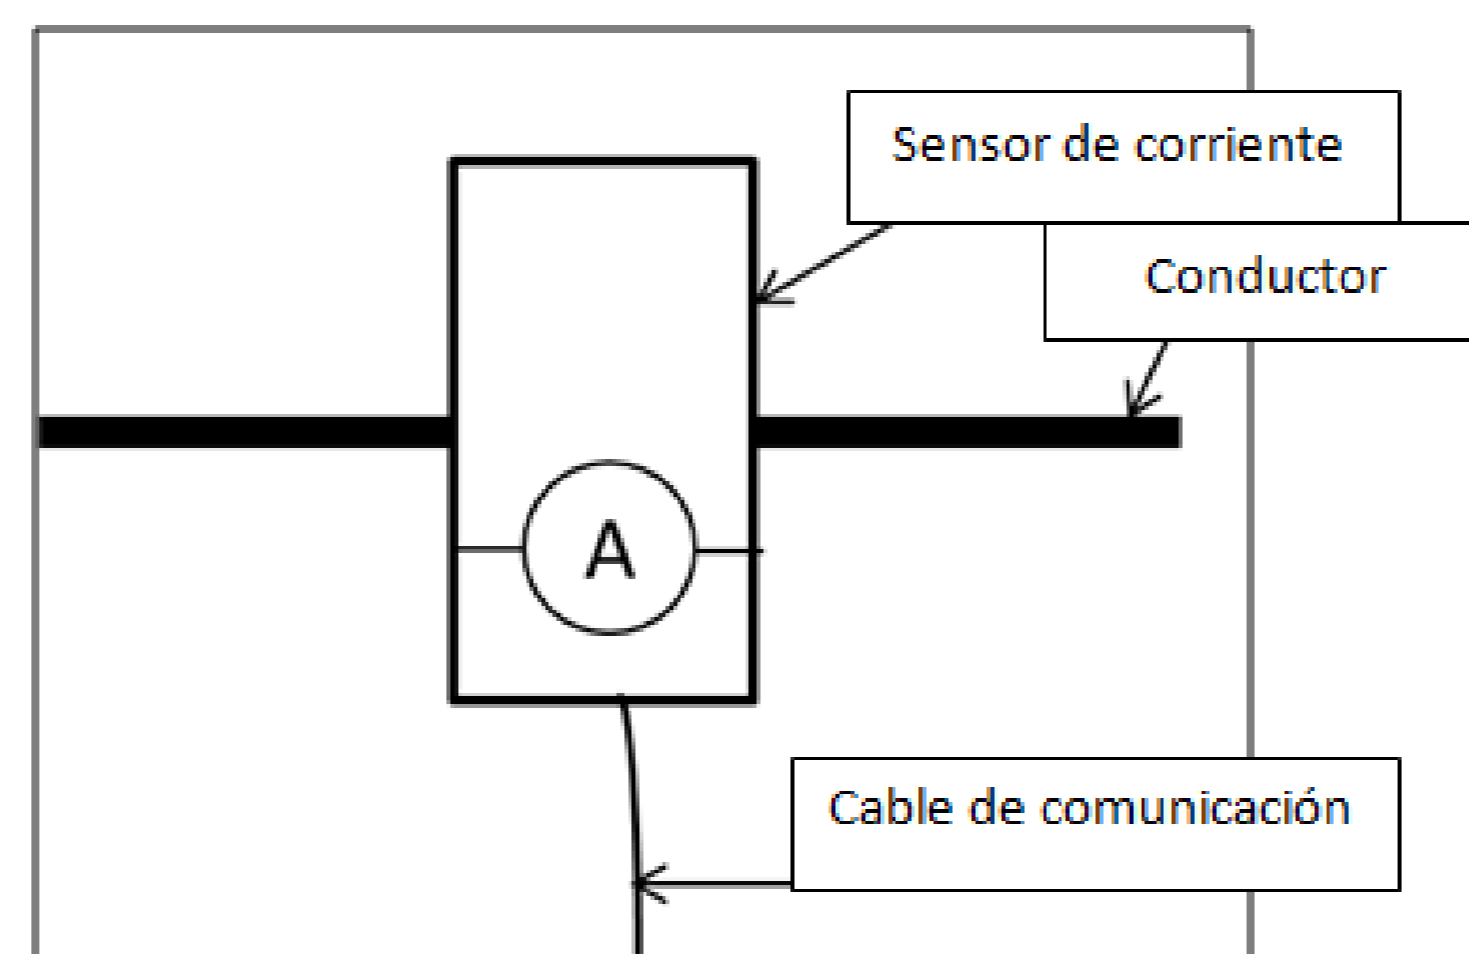 Sensor de corriente
Conductor
A
Cable de comunicación